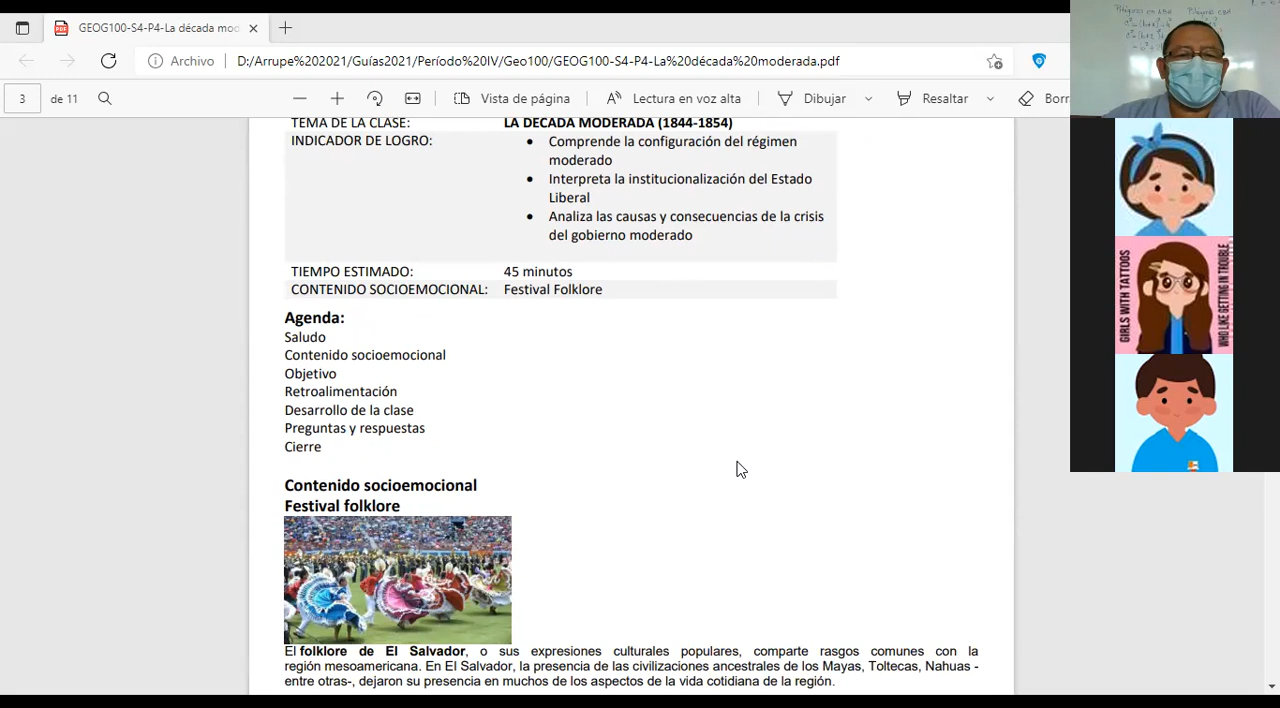 GEOG100-S4-P4-La década mod
Archivo
D:/Arrupe%202021/Guías2021/Período%20IV/Geo100/GEOG100-S4-P4-La%20década%20moderada.pdf
3
de 11
Vista de página
Lectura en voz alta
Dibujar
Resaltar
Borr
TEMA DE LA CLASE: LA DÉCADA MODERADA (1844-1854)
INDICADOR DE LOGRO: • Comprende la configuración del régimen
moderado
• Interpreta la institucionalización del Estado
Liberal
• Analiza las causas y consecuencias de la crisis
del gobierno moderado
TIEMPO ESTIMADO: 45 minutos
CONTENIDO SOCIOEMOCIONAL: Festival Folklore
Agenda:
Saludo
Contenido socioemocional
Objetivo
Retroalimentación
Desarrollo de la clase
Preguntas y respuestas
Cierre
Contenido socioemocional
Festival folklore
El folklore de El Salvador, o sus expresiones culturales populares, comparte rasgos comunes con la
región mesoamericana. En El Salvador, la presencia de las civilizaciones ancestrales de los Mayas, Toltecas, Nahuas -
entre otras-, dejaron su presencia en muchos de los aspectos de la vida cotidiana de la región.
GIRLS WITH TATTOOS
WHO LIKE GETTING IN TROUBLE